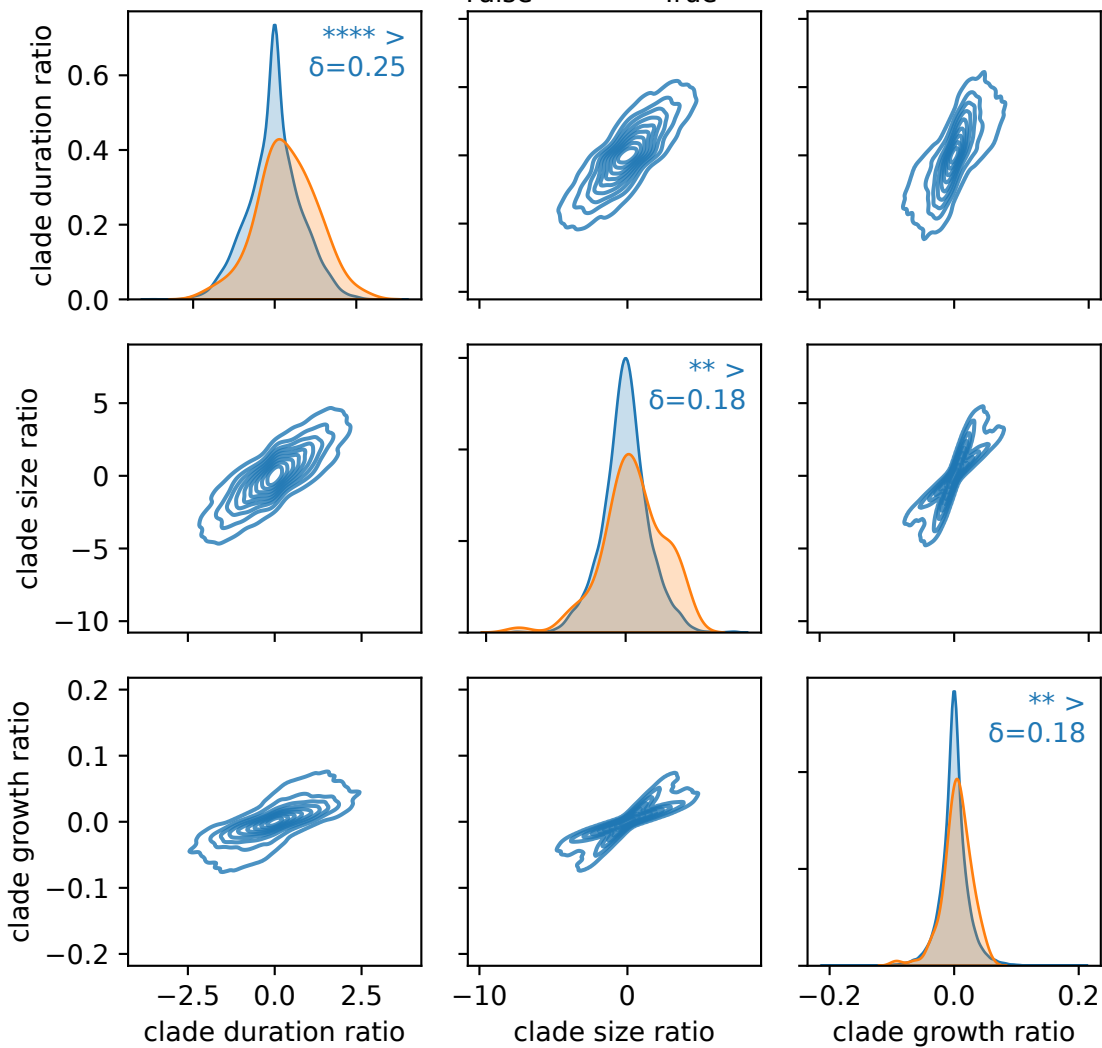 True
clade duration ratio
0.6
0.4
0.2
0.0
**** >
δ=0.25
clade size ratio
5
0
−5
−10
** >
δ=0.18
clade growth ratio
0.2
0.1
0.0
−0.1
−0.2
** >
δ=0.18
−2.5 0.0 2.5
−10 0
−0.2 0.0 0.2
clade duration ratio
clade size ratio
clade growth ratio